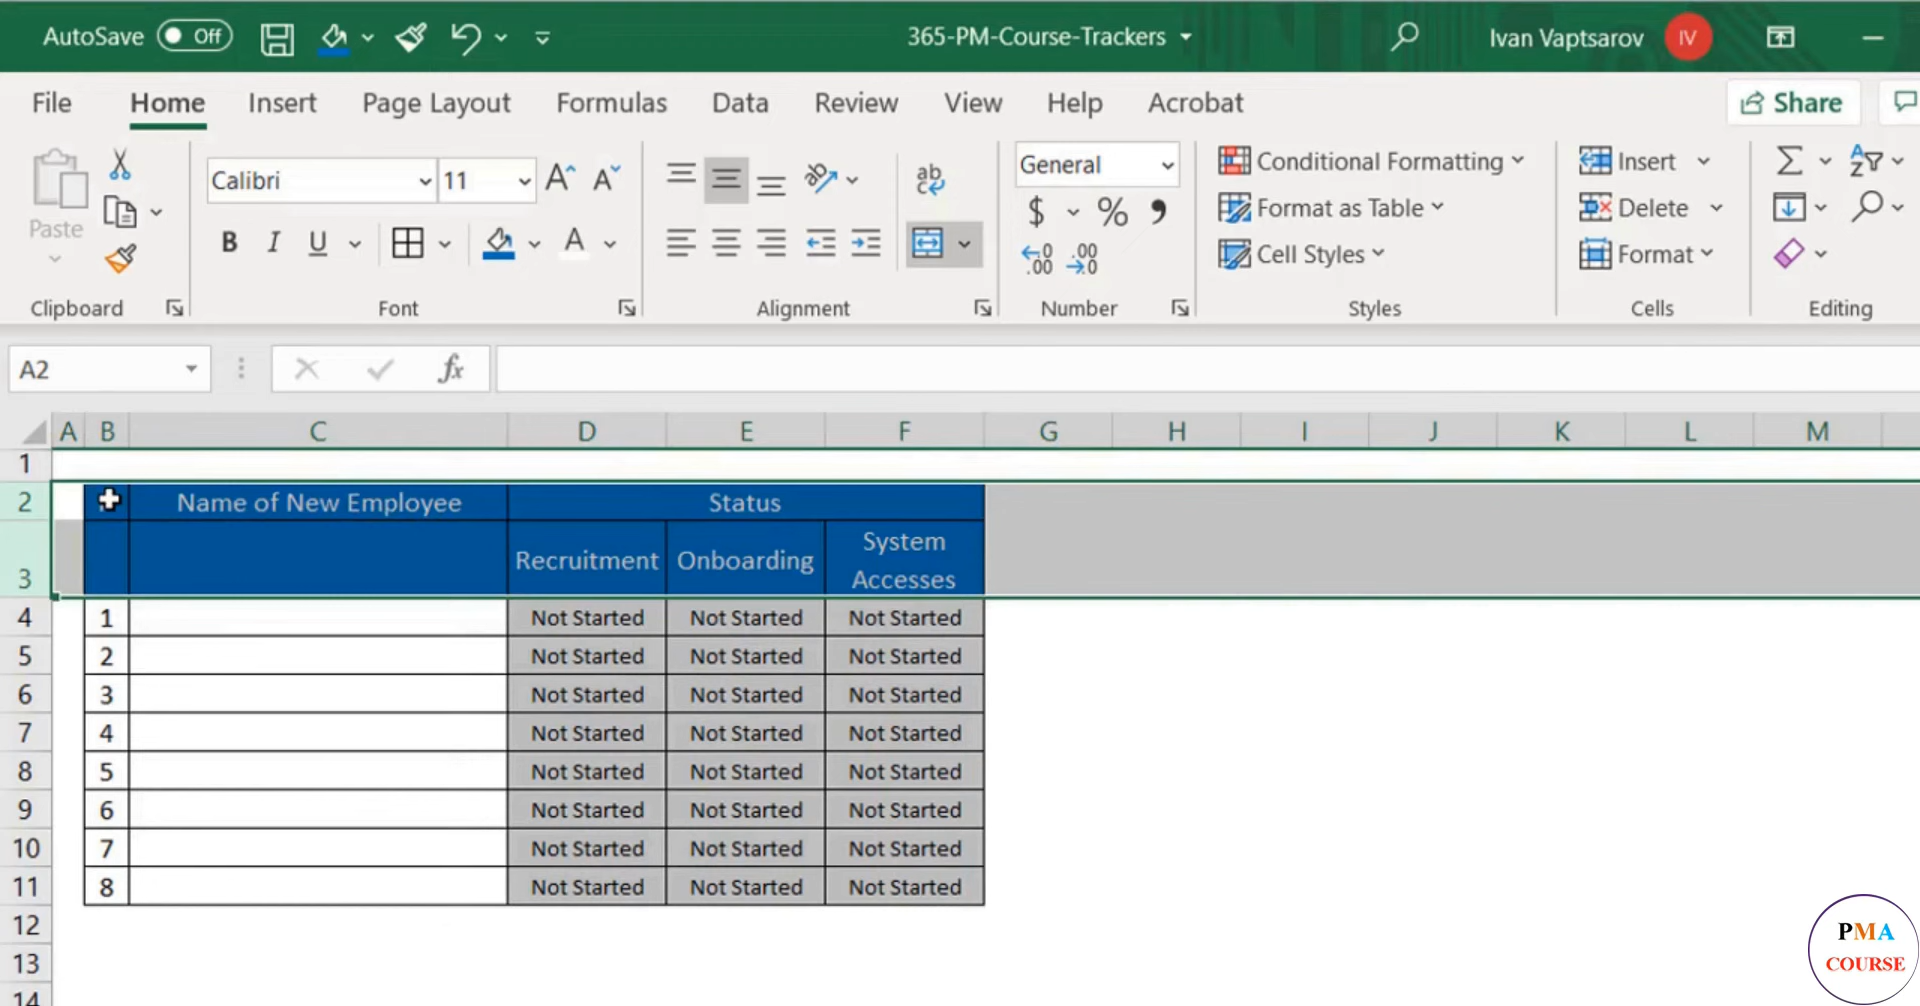 AutoSave Off 365-PM-Course-Trackers Ivan Vaptsarov IV
File Home Insert Page Layout Formulas Data Review View Help Acrobat Share
Paste Calibri 11 General Conditional Formatting Insert
Format as Table Delete
B I U A $ % Cell Styles Format
Clipboard Font Alignment Number Styles Cells Editing
A2 fx
A B C D E F G H I J K L M
1
2 Name of New Employee Status
3 Recruitment Onboarding System Accesses
4 1 Not Started Not Started Not Started
5 2 Not Started Not Started Not Started
6 3 Not Started Not Started Not Started
7 4 Not Started Not Started Not Started
8 5 Not Started Not Started Not Started
9 6 Not Started Not Started Not Started
10 7 Not Started Not Started Not Started
11 8 Not Started Not Started Not Started
12
13
14
PMA
COURSE